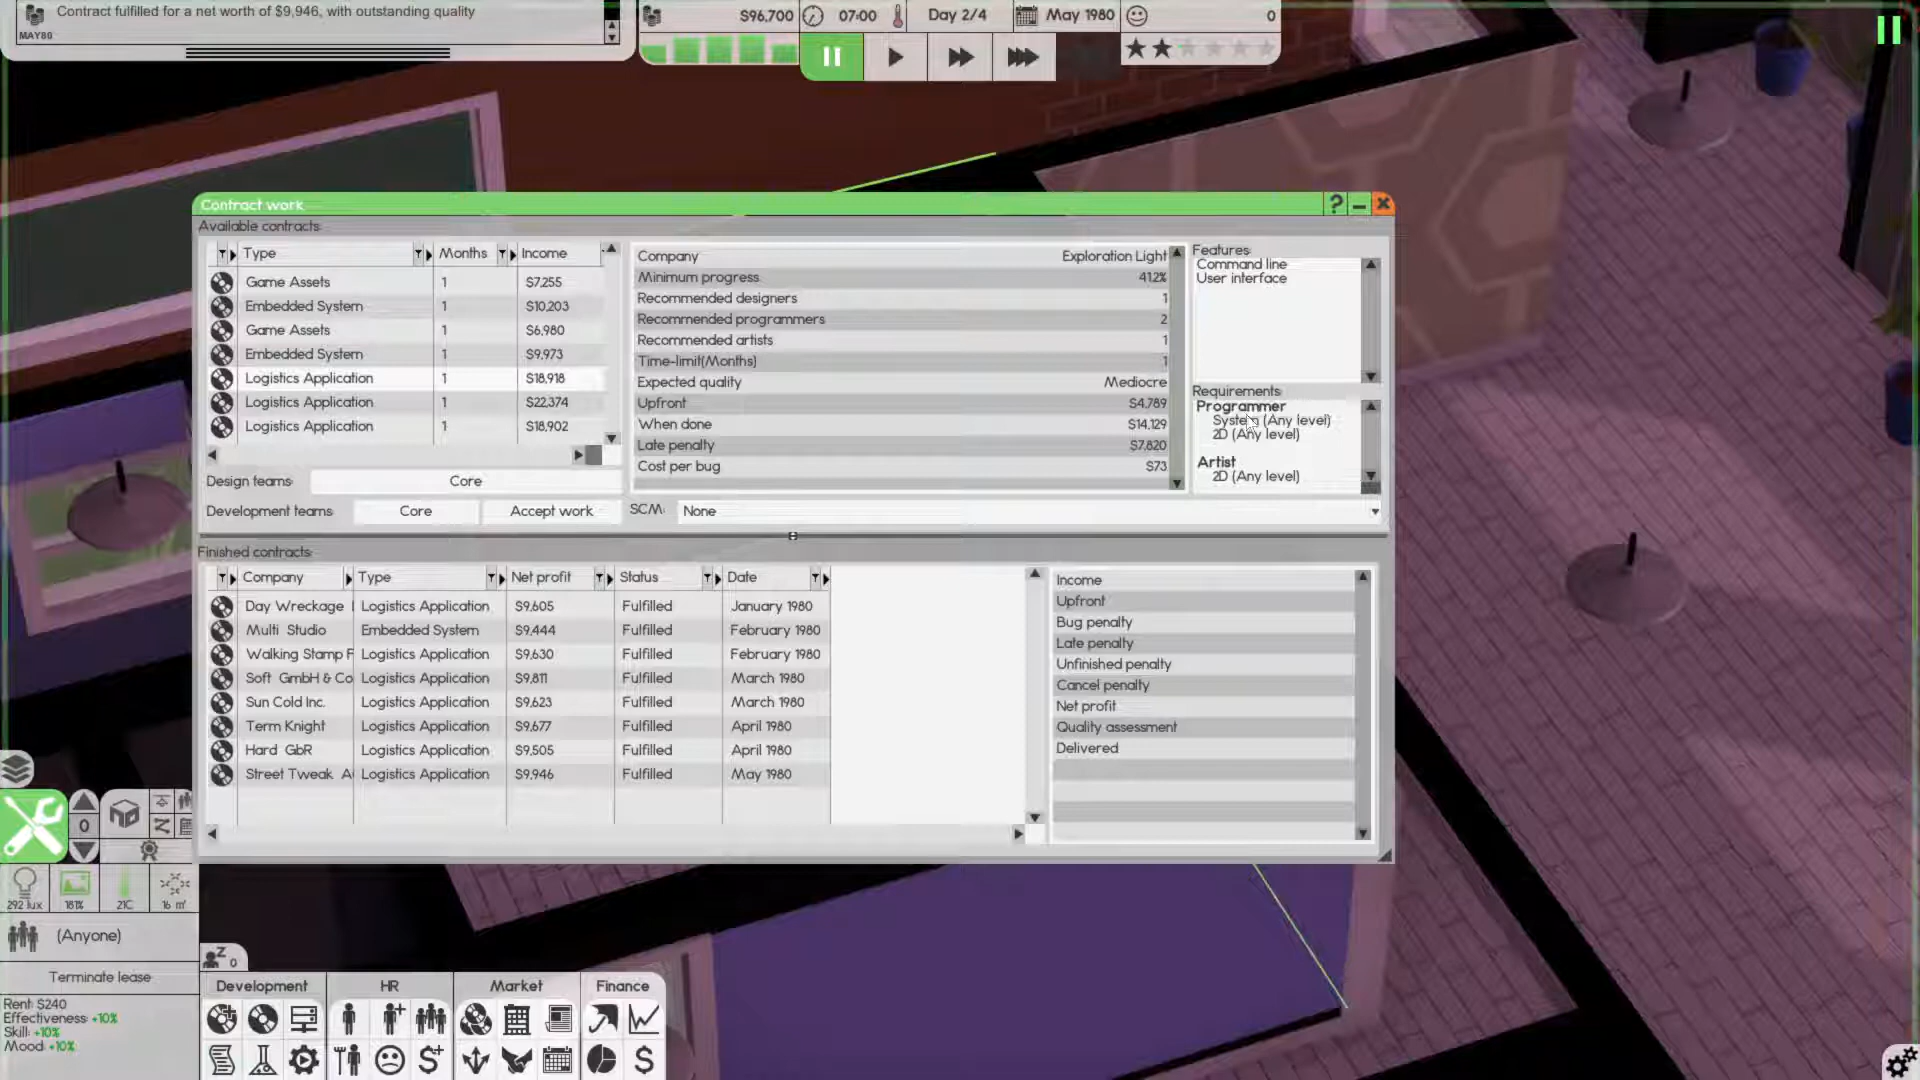 Contract fulfilled for a net worth of $9,946, with outstanding quality
MAY80
$96,700
07:00
Day 2/4
May 1980
0
Contract work
?
Available contracts:
Type Months Income
Game Assets 1 $7,255
Embedded System 1 $10,203
Game Assets 1 $6,980
Embedded System 1 $9,973
Logistics Application 1 $18,918
Logistics Application 1 $22,374
Logistics Application 1 $18,902
Company Exploration Light
Minimum progress 41.2%
Recommended designers 1
Recommended programmers 2
Recommended artists 1
Time-limit(Months) 1
Expected quality Mediocre
Upfront $4,789
When done $14,129
Late penalty $7,820
Cost per bug $73
Features:
Command line
User interface
Requirements:
Programmer
System (Any level)
2D (Any level)
Artist
2D (Any level)
Design teams: Core
Development teams: Core Accept work SCM: None
Finished contracts:
Company Type Net profit Status Date
Day Wreckage Logistics Application $9,605 Fulfilled January 1980
Multi Studio Embedded System $9,444 Fulfilled February 1980
Walking Stamp F Logistics Application $9,630 Fulfilled February 1980
Soft GmbH & Co Logistics Application $9,811 Fulfilled March 1980
Sun Cold Inc. Logistics Application $9,623 Fulfilled March 1980
Term Knight Logistics Application $9,677 Fulfilled April 1980
Hard GbR Logistics Application $9,505 Fulfilled April 1980
Street Tweak A Logistics Application $9,946 Fulfilled May 1980
Income
Upfront
Bug penalty
Late penalty
Unfinished penalty
Cancel penalty
Net profit
Quality assessment
Delivered
0
292 lux 181% 21C 16 m²
(Anyone)
Terminate lease
Rent: $240
Effectiveness: +10%
Skill: +10%
Mood: +10%
Z 0
Development HR Market Finance